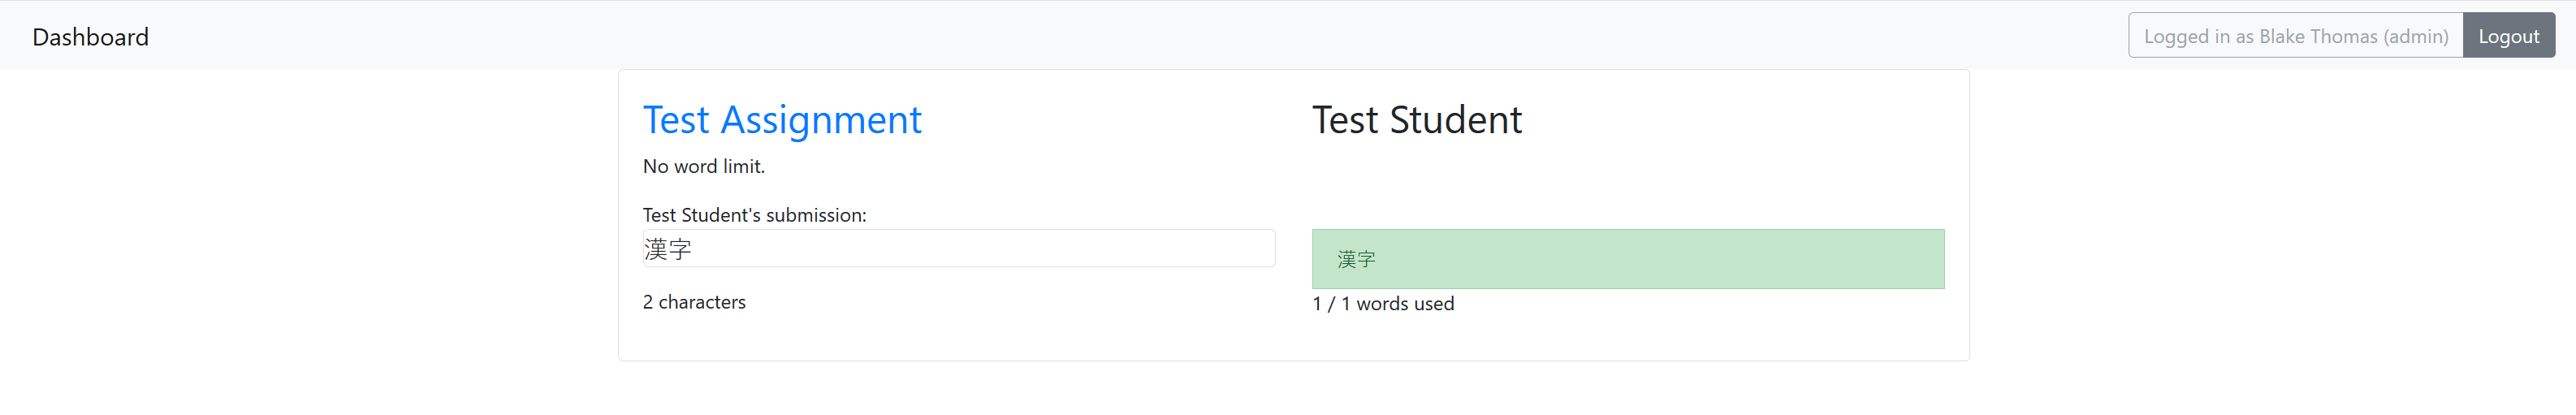 Dashboard
Logged in as Blake Thomas (admin)
Logout
Test Assignment
No word limit.
Test Student's submission:
漢字
2 characters
Test Student
漢字
1 / 1 words used